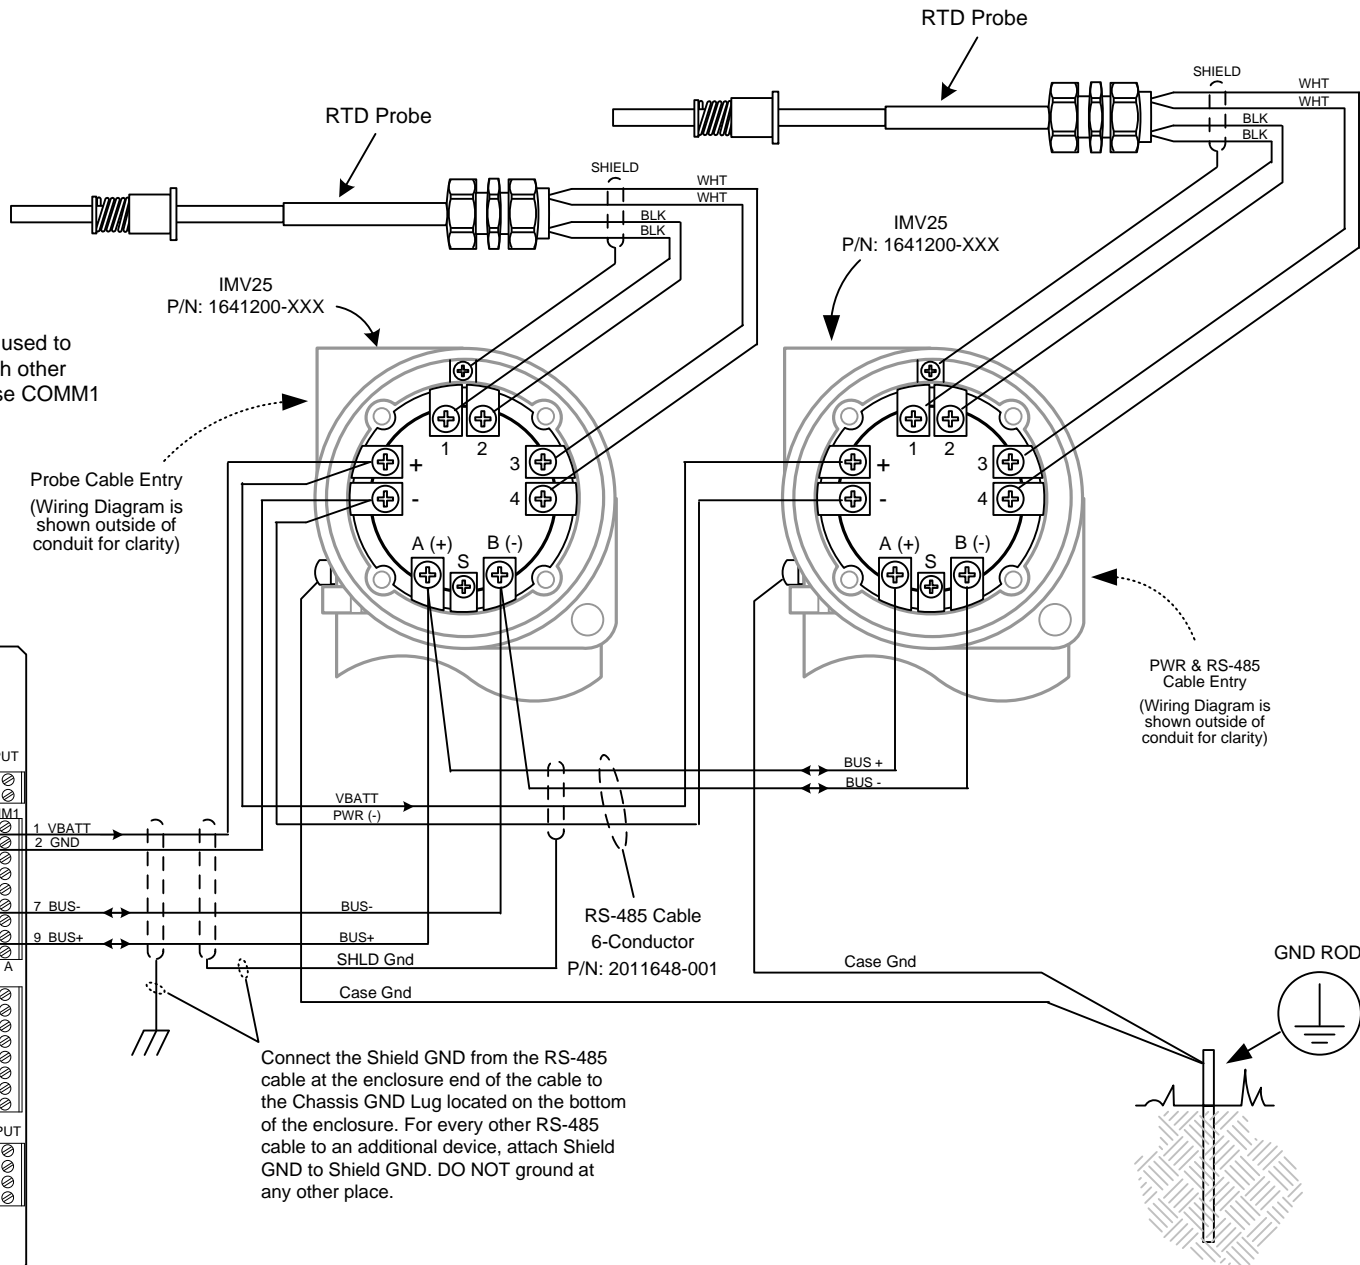 RTD Probe
SHIELD
WHT
WHT
BLK
BLK
RTD Probe
SHIELD
WHT
WHT
BLK
BLK
IMV25
P/N: 1641200-XXX
IMV25
P/N: 1641200-XXX
used to
other
COMM1
Probe Cable Entry
(Wiring Diagram is
shown outside of
conduit for clarity)
1
2
3
4
+
-
A (+)
S
B (-)
1
2
3
4
+
-
A (+)
S
B (-)
PWR & RS-485
Cable Entry
(Wiring Diagram is
shown outside of
conduit for clarity)
BUS +
BUS -
VBATT
PWR (-)
1 VBATT
2 GND
7 BUS-
BUS-
9 BUS+
BUS+
A
SHLD Gnd
Case Gnd
RS-485 Cable
6-Conductor
P/N: 2011648-001
Case Gnd
GND ROD
Connect the Shield GND from the RS-485
cable at the enclosure end of the cable to
the Chassis GND Lug located on the bottom
of the enclosure. For every other RS-485
cable to an additional device, attach Shield
GND to Shield GND. DO NOT ground at
any other place.